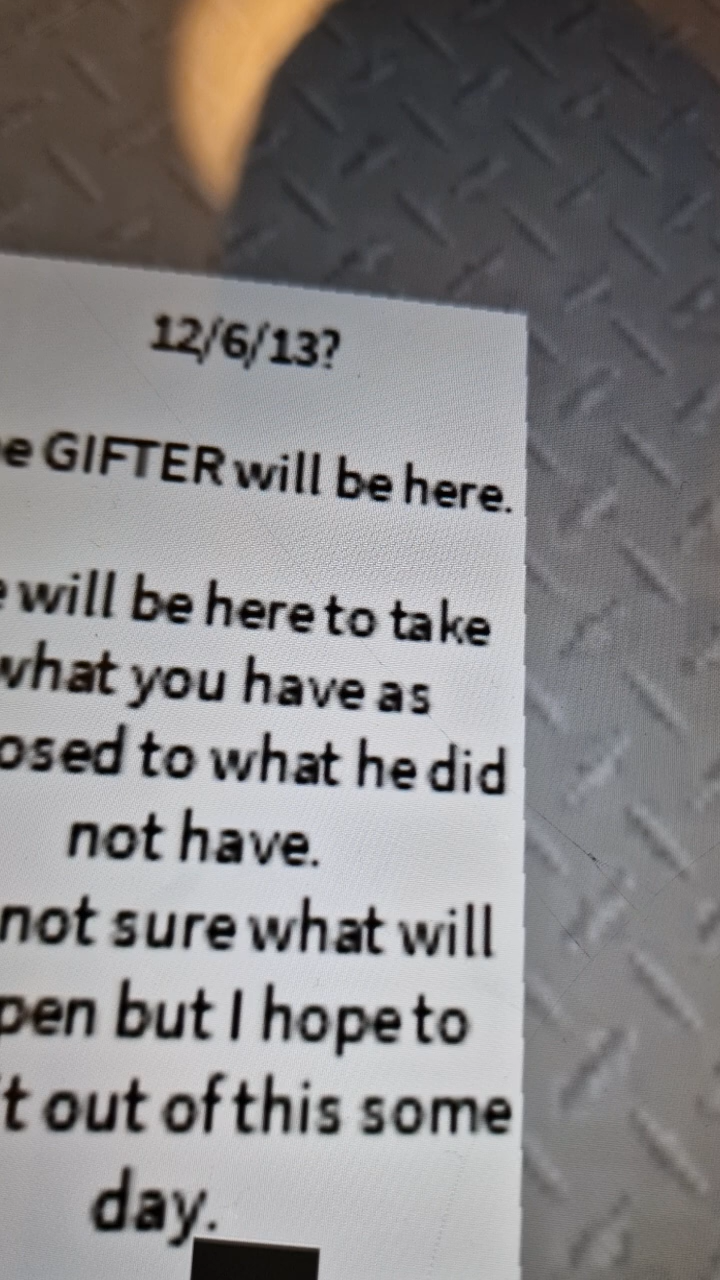 12/6/13?
e GIFTER will be here.
e will be here to take
what you have as
osed to what he did
not have.
not sure what will
pen but I hope to
t out of this some
day.